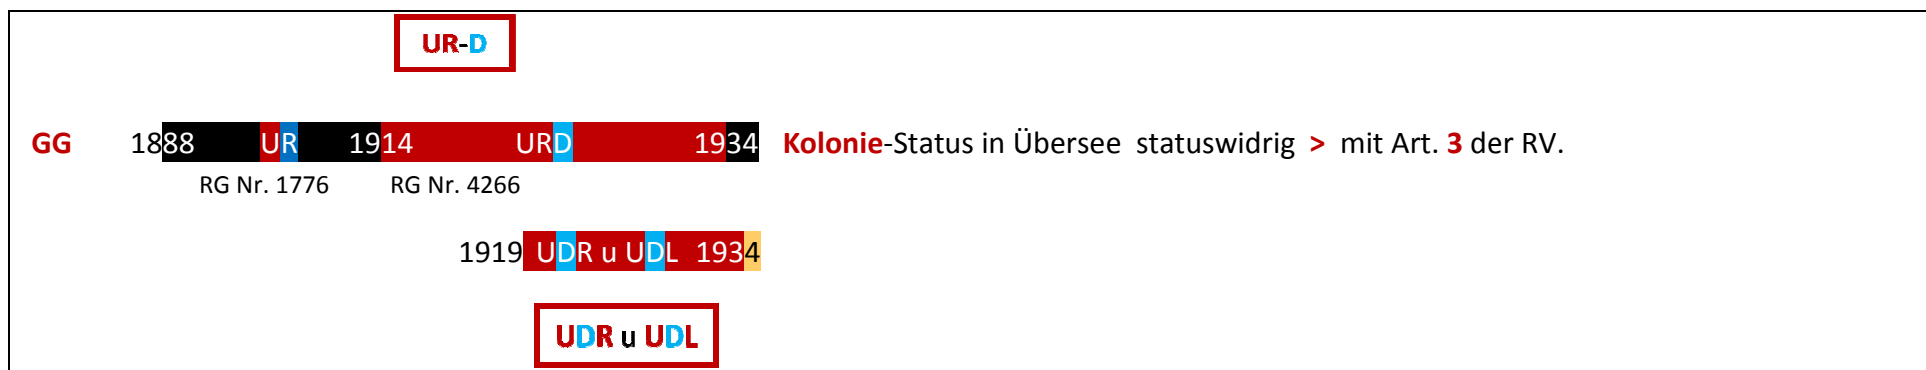 UR-D
GG 1888 UR 1914 URD 1934 Kolonie-Status in Übersee statuswidrig > mit Art. 3 der RV.
RG Nr. 1776 RG Nr. 4266
1919 UDR u UDL 1934
UDR u UDL